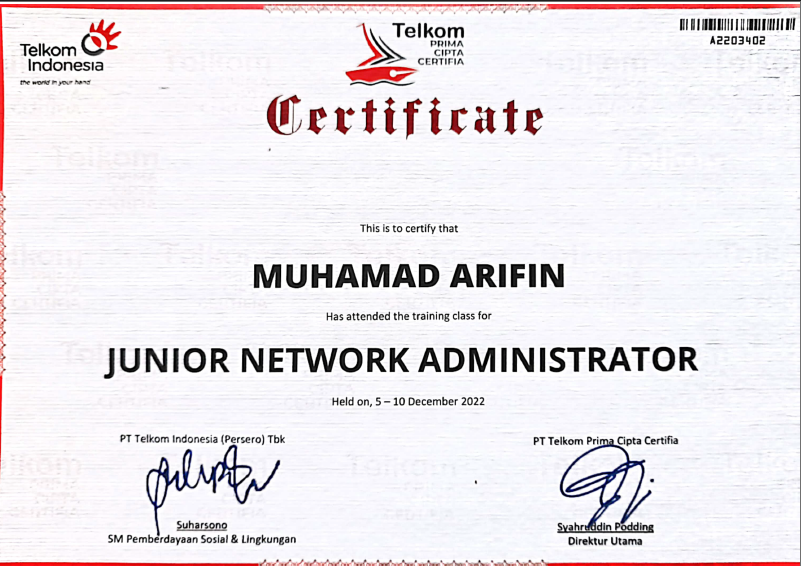 Telkom
Indonesia
the world in your hand
Telkom
PRIMA
CIPTA
CERTIFIA
A2203402
Certificate
This is to certify that
MUHAMAD ARIFIN
Has attended the training class for
JUNIOR NETWORK ADMINISTRATOR
Held on, 5 – 10 December 2022
PT Telkom Indonesia (Persero) Tbk
Suharsono
SM Pemberdayaan Sosial & Lingkungan
PT Telkom Prima Cipta Certifia
Syahruddin Podding
Direktur Utama